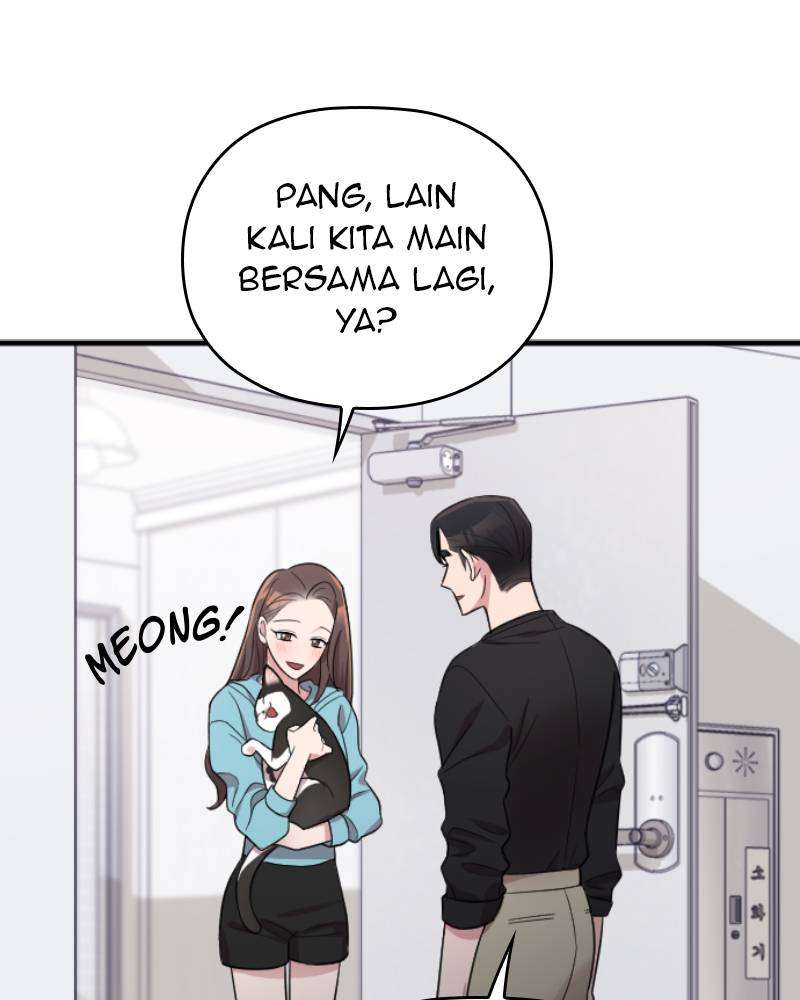 PANG, LAIN
KALI KITA MAIN
BERSAMA LAGI,
YA?
MEONG!
소화기